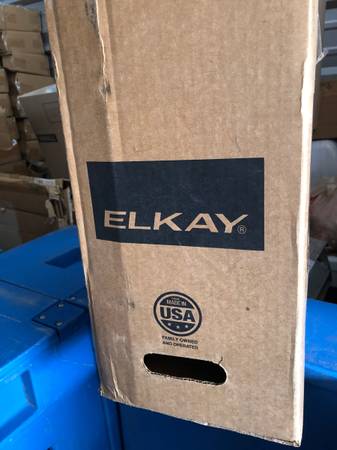 ELKAY®
MADE IN
USA
FAMILY OWNED
AND OPERATED